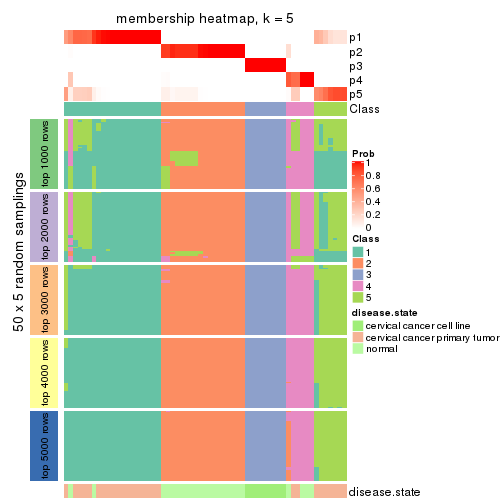 membership heatmap, k = 5
p1
p2
p3
p4
p5
Class
50 x 5 random samplings
top 1000 rows
top 2000 rows
top 3000 rows
top 4000 rows
top 5000 rows
Prob
1
0.8
0.6
0.4
0.2
0
Class
1
2
3
4
5
disease.state
cervical cancer cell line
cervical cancer primary tumor
normal
disease.state